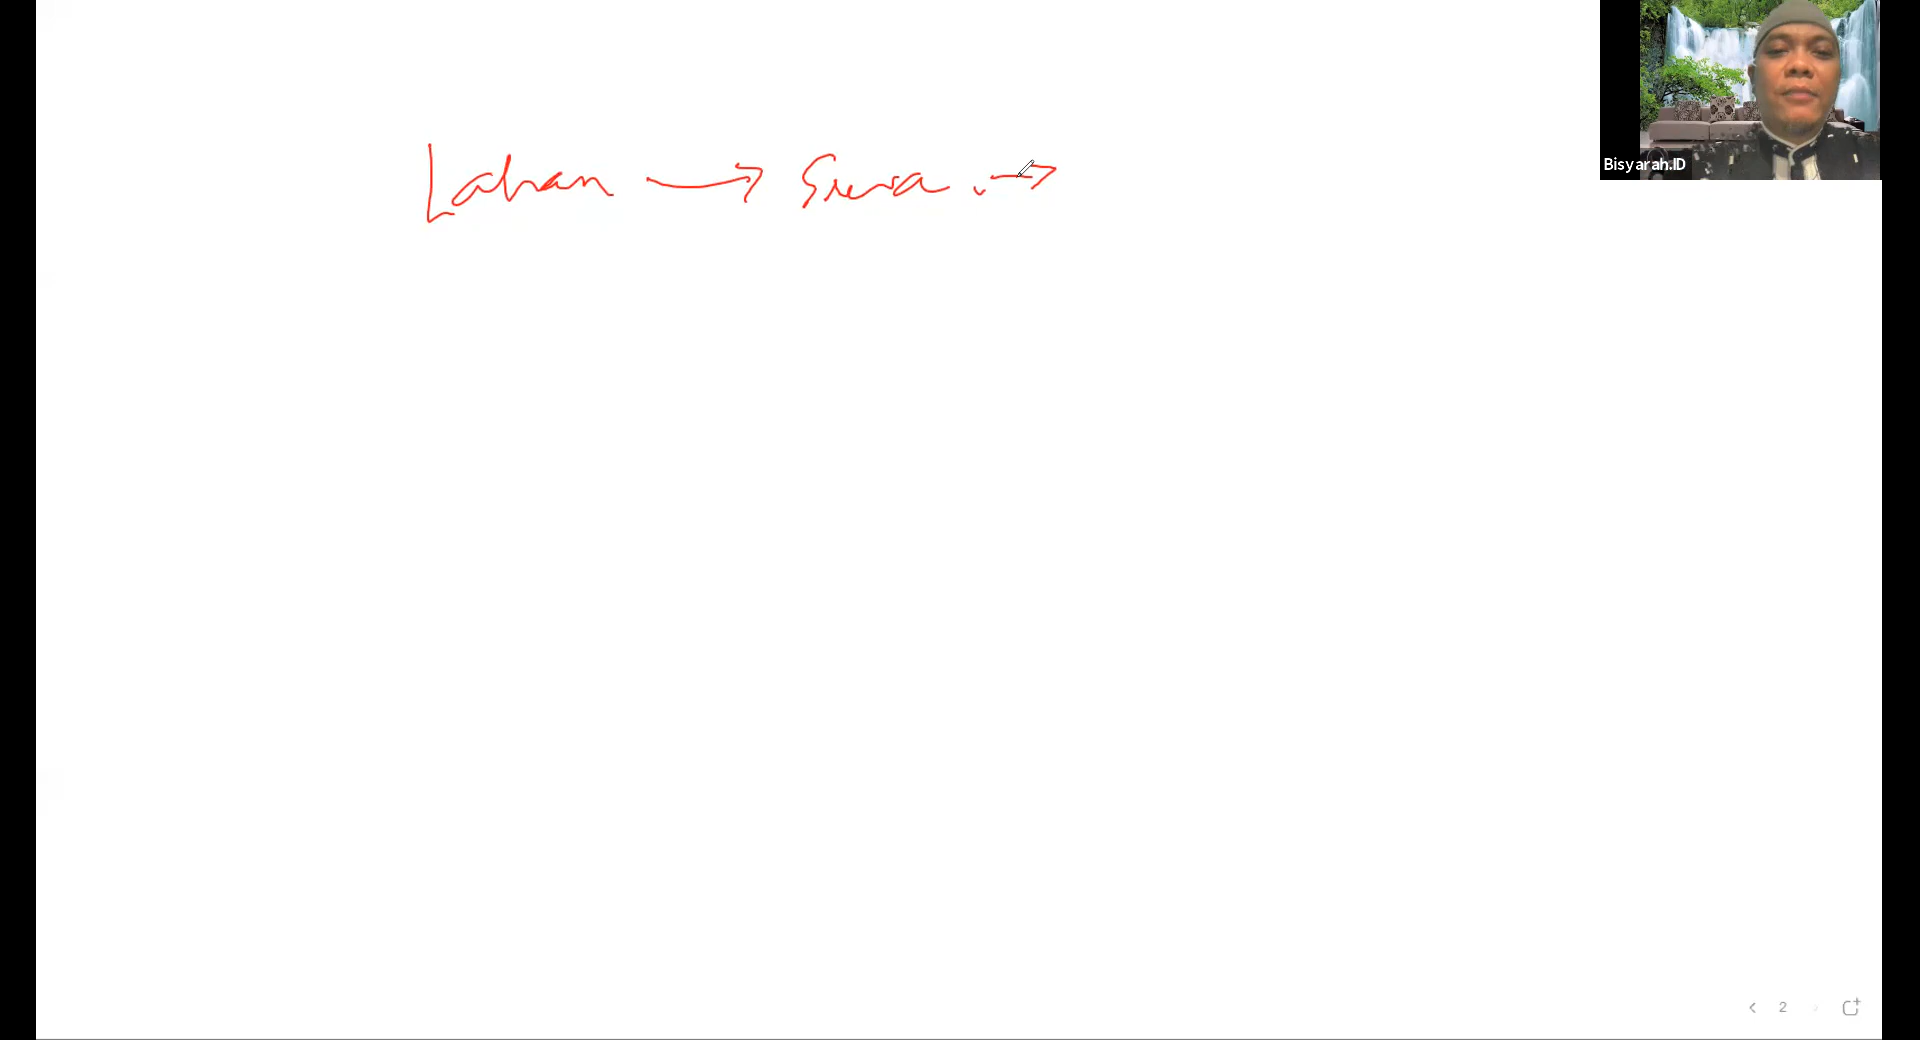 Bisyarah.ID
Lahan → Sewa . →
2